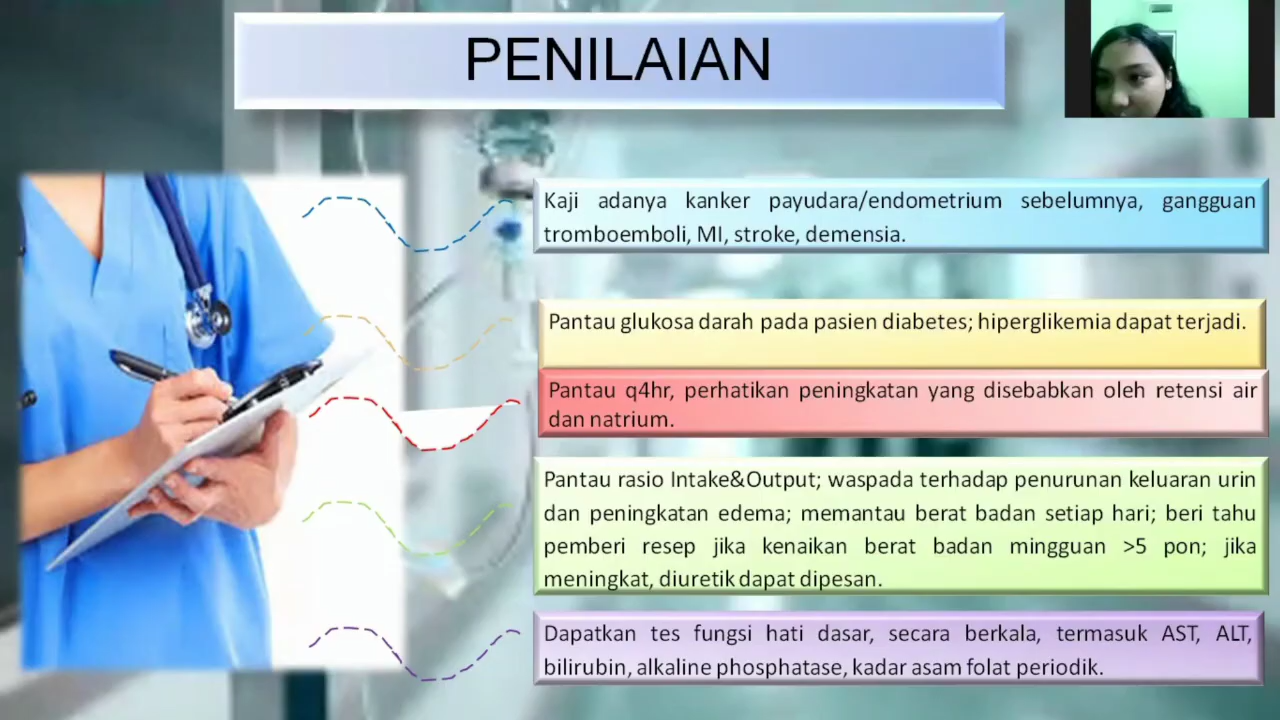 PENILAIAN
Kaji adanya kanker payudara/endometrium sebelumnya, gangguan
tromboemboli, MI, stroke, demensia.
Pantau glukosa darah pada pasien diabetes; hiperglikemia dapat terjadi.
Pantau q4hr, perhatikan peningkatan yang disebabkan oleh retensi air
dan natrium.
Pantau rasio Intake&Output; waspada terhadap penurunan keluaran urin
dan peningkatan edema; memantau berat badan setiap hari; beri tahu
pemberi resep jika kenaikan berat badan mingguan >5 pon; jika
meningkat, diuretik dapat dipesan.
Dapatkan tes fungsi hati dasar, secara berkala, termasuk AST, ALT,
bilirubin, alkaline phosphatase, kadar asam folat periodik.